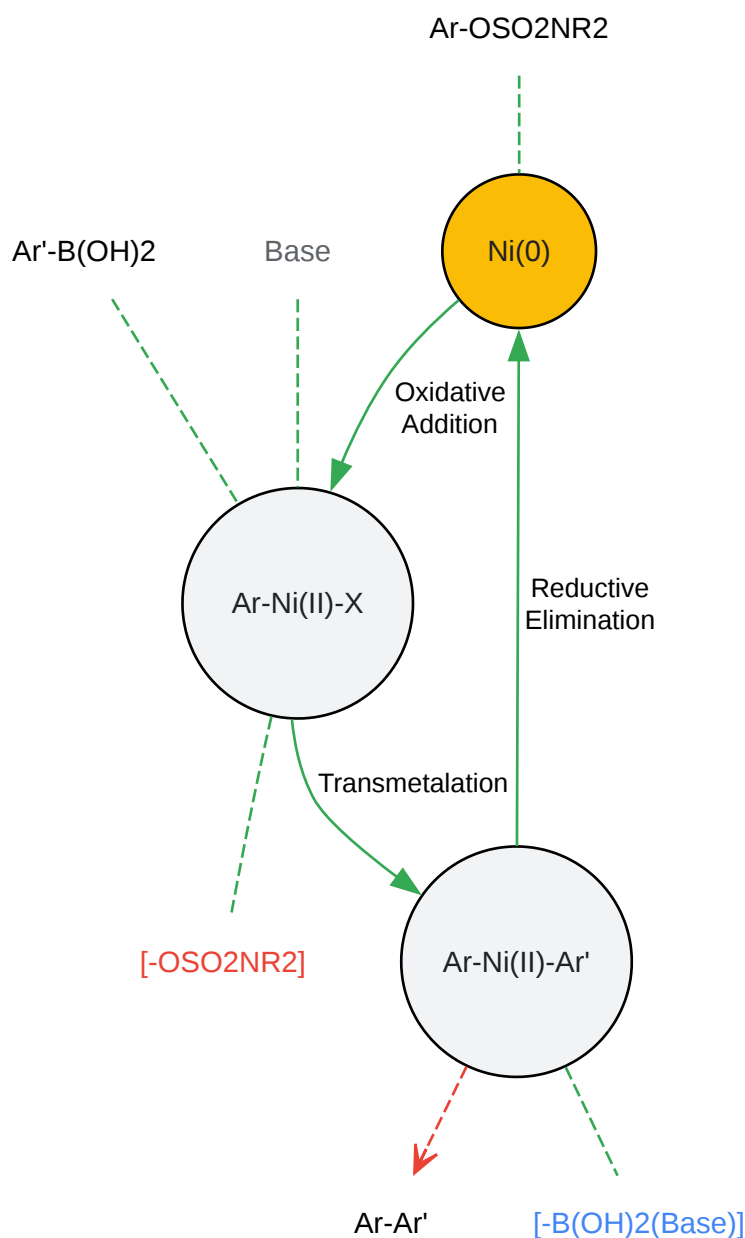 Ar-OSO2NR2
Ar'-B(OH)2
Base
Ni(0)
Oxidative
Addition
Ar-Ni(II)-X
Reductive
Elimination
Transmetalation
[-OSO2NR2]
Ar-Ni(II)-Ar'
Ar-Ar'
[-B(OH)2(Base)]